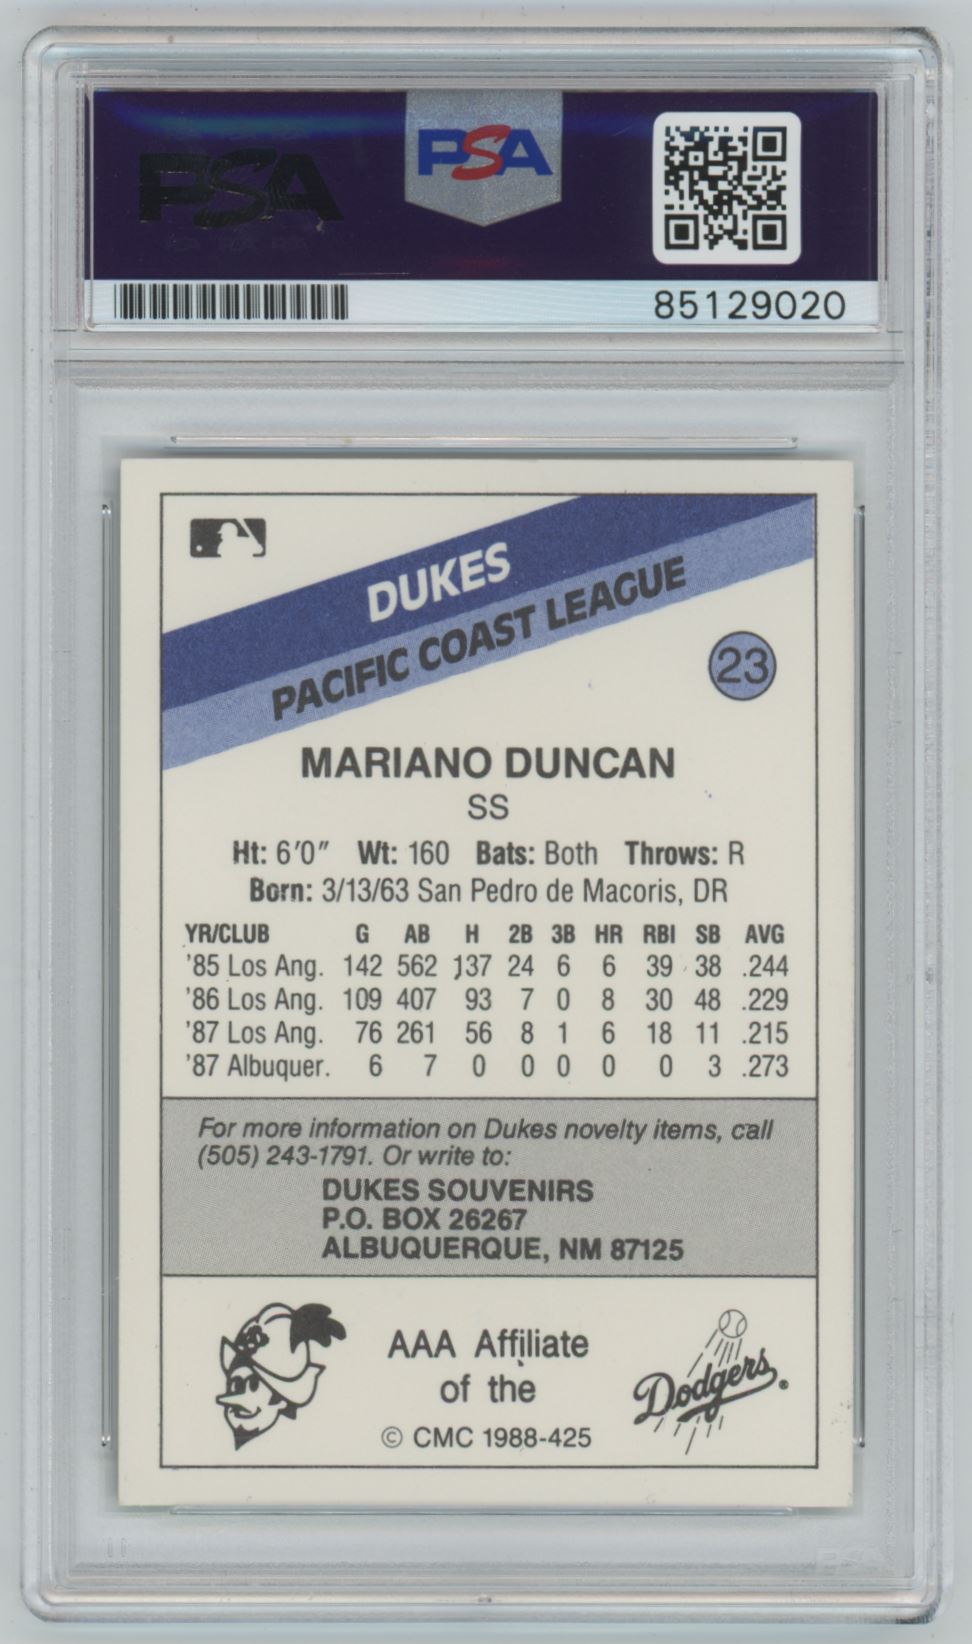 PSA
PSA
85129020
DUKES
PACIFIC COAST LEAGUE
23
MARIANO DUNCAN
SS
Ht: 6'0" Wt: 160 Bats: Both Throws: R
Born: 3/13/63 San Pedro de Macoris, DR
YR/CLUB G AB H 2B 3B HR RBI SB AVG
'85 Los Ang. 142 562 137 24 6 6 39 38 .244
'86 Los Ang. 109 407 93 7 0 8 30 48 .229
'87 Los Ang. 76 261 56 8 1 6 18 11 .215
'87 Albuquer. 6 7 0 0 0 0 0 3 .273
For more information on Dukes novelty items, call
(505) 243-1791. Or write to:
DUKES SOUVENIRS
P.O. BOX 26267
ALBUQUERQUE, NM 87125
AAA Affiliate
of the
Dodgers
© CMC 1988-425